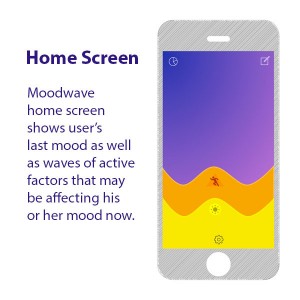 Home Screen
Moodwave
home screen
shows user's
last mood as well
as waves of active
factors that may
be affecting his
or her mood now.